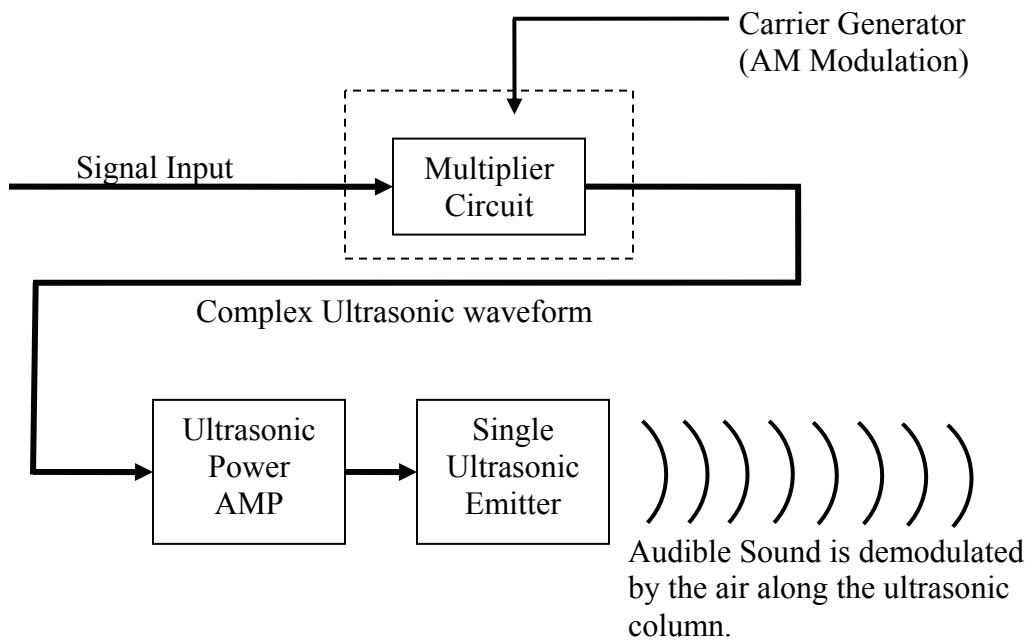 Carrier Generator
(AM Modulation)
Signal Input
Multiplier
Circuit
Complex Ultrasonic waveform
Ultrasonic
Power
AMP
Single
Ultrasonic
Emitter
Audible Sound is demodulated
by the air along the ultrasonic
column.